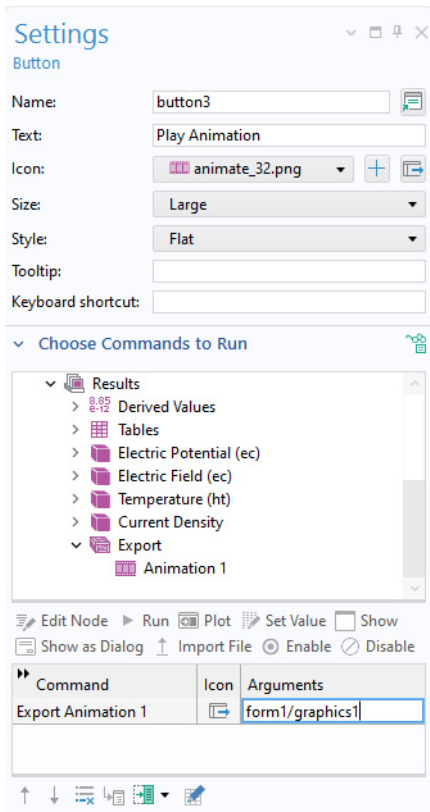 Settings
Button
Name: button3
Text: Play Animation
Icon: animate_32.png
Size: Large
Style: Flat
Tooltip:
Keyboard shortcut:
Choose Commands to Run
Results
8.85 e-12 Derived Values
Tables
Electric Potential (ec)
Electric Field (ec)
Temperature (ht)
Current Density
Export
Animation 1
Edit Node Run Plot Set Value Show
Show as Dialog Import File Enable Disable
Command Icon Arguments
Export Animation 1 form1/graphics1